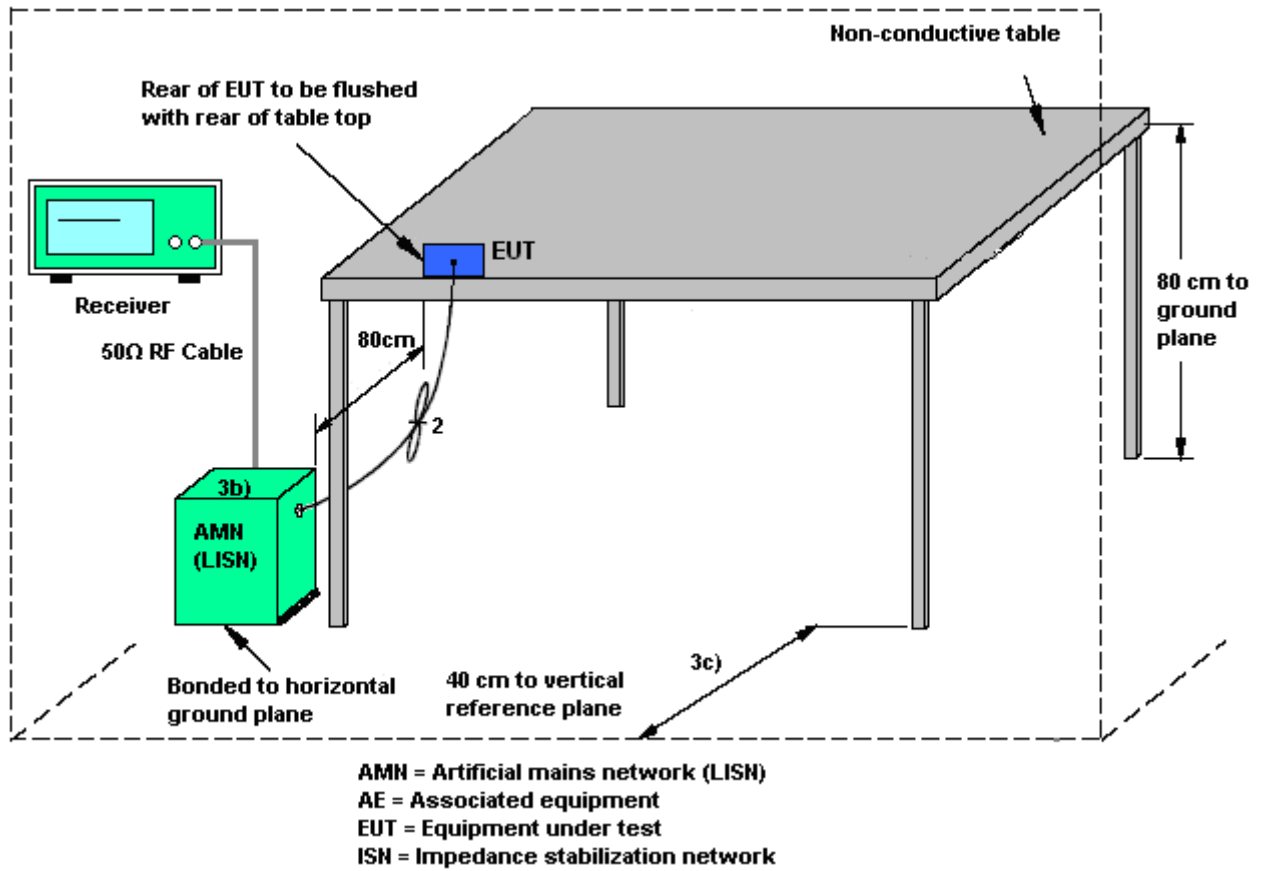 Non-conductive table
Rear of EUT to be flushed
with rear of table top
EUT
Receiver
80 cm to
ground
plane
50Ω RF Cable
80cm
2
3b)
AMN
(LISN)
3c)
Bonded to horizontal
ground plane
40 cm to vertical
reference plane
AMN = Artificial mains network (LISN)
AE = Associated equipment
EUT = Equipment under test
ISN = Impedance stabilization network